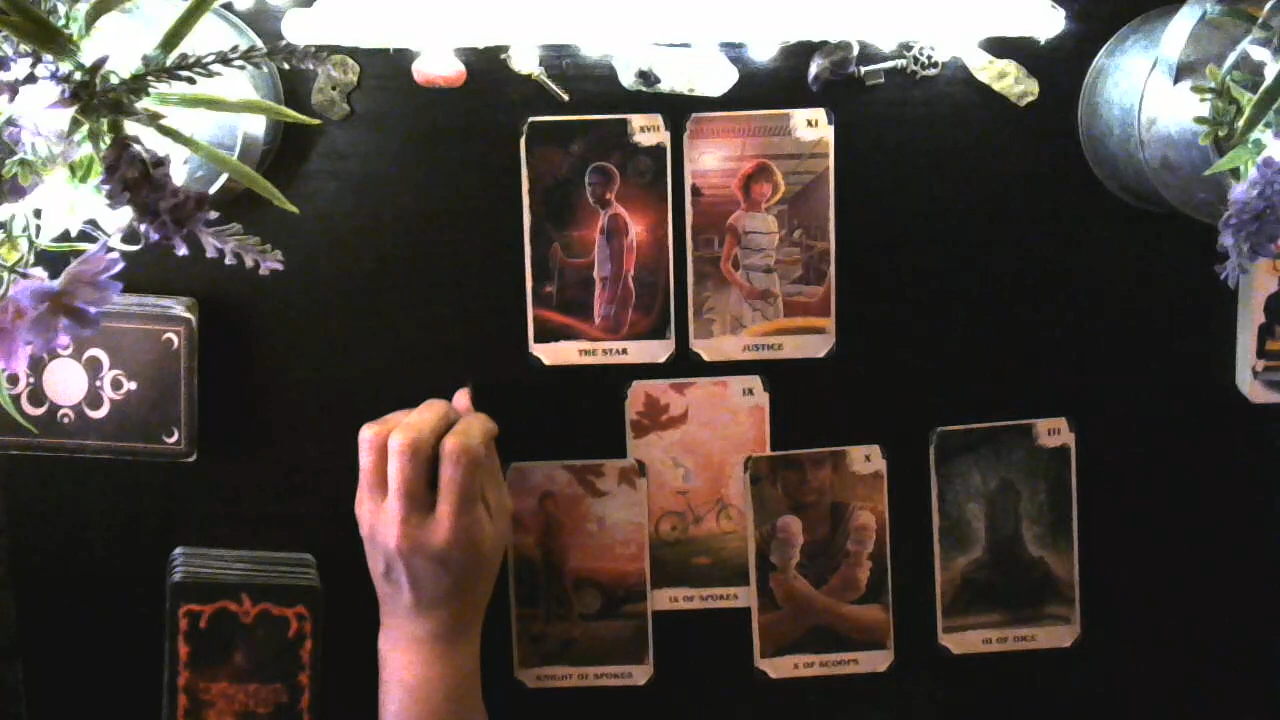 XVII
THE STAR
XI
JUSTICE
IX
IX OF SPOKES
KNIGHT OF SPOKES
X
X OF SCOOPS
III
III OF DICE